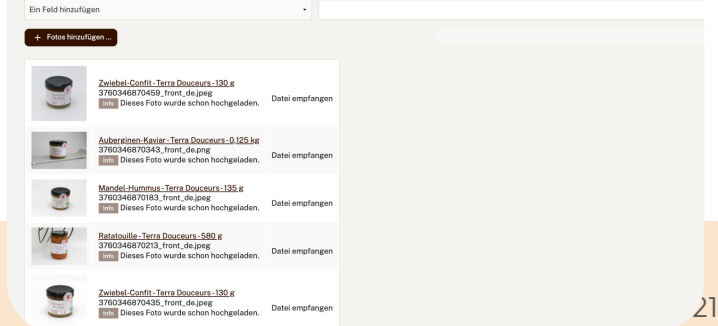 Ein Feld hinzufügen
+ Fotos hinzufügen ...
Zwiebel-Confit - Terra Douceurs - 130 g
3760346870459_front_de.jpeg
Info Dieses Foto wurde schon hochgeladen.
Datei empfangen
Auberginen-Kaviar - Terra Douceurs - 0,125 kg
3760346870343_front_de.png
Info Dieses Foto wurde schon hochgeladen.
Datei empfangen
Mandel-Hummus - Terra Douceurs - 135 g
3760346870183_front_de.jpeg
Info Dieses Foto wurde schon hochgeladen.
Datei empfangen
Ratatouille - Terra Douceurs - 580 g
3760346870213_front_de.jpeg
Info Dieses Foto wurde schon hochgeladen.
Datei empfangen
Zwiebel-Confit - Terra Douceurs - 130 g
3760346870435_front_de.jpeg
Info Dieses Foto wurde schon hochgeladen.
Datei empfangen
21